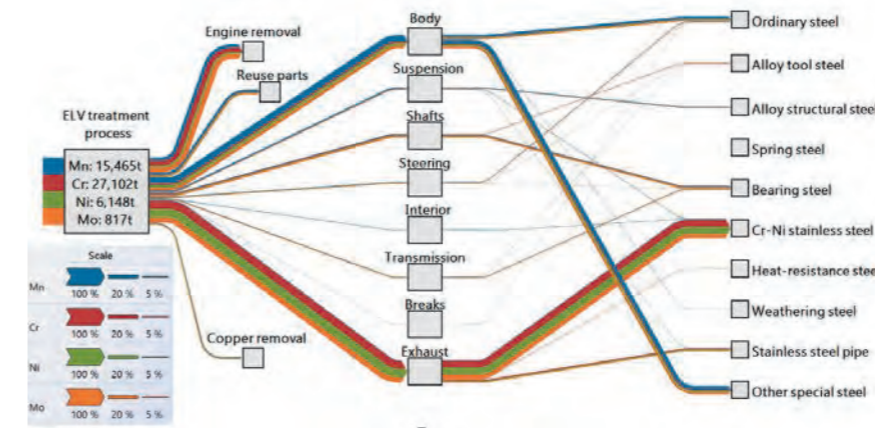 Engine removal
Reuse parts
ELV treatment
process
Mn: 15,465t
Cr: 27,102t
Ni: 6,148t
Mo: 817t
Scale
Mn
100 % 20 % 5 %
Cr
100 % 20 % 5 %
Ni
100 % 20 % 5 %
Mo
100 % 20 % 5 %
Copper removal
Body
Suspension
Shafts
Steering
Interior
Transmission
Breaks
Exhaust
Ordinary steel
Alloy tool steel
Alloy structural steel
Spring steel
Bearing steel
Cr-Ni stainless steel
Heat-resistance stee
Weathering steel
Stainless steel pipe
Other special steel